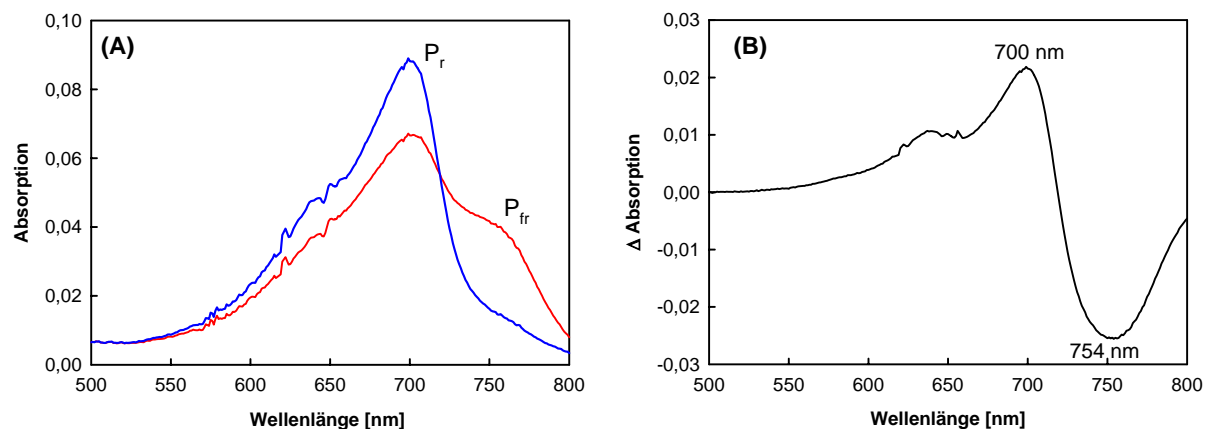 (A)
P_r
P_fr
0,10
0,08
0,06
0,04
0,02
0,00
Absorption
500 550 600 650 700 750 800
Wellenlänge [nm]
(B)
700 nm
754 nm
0,03
0,02
0,01
0,00
-0,01
-0,02
-0,03
Δ Absorption
500 550 600 650 700 750 800
Wellenlänge [nm]